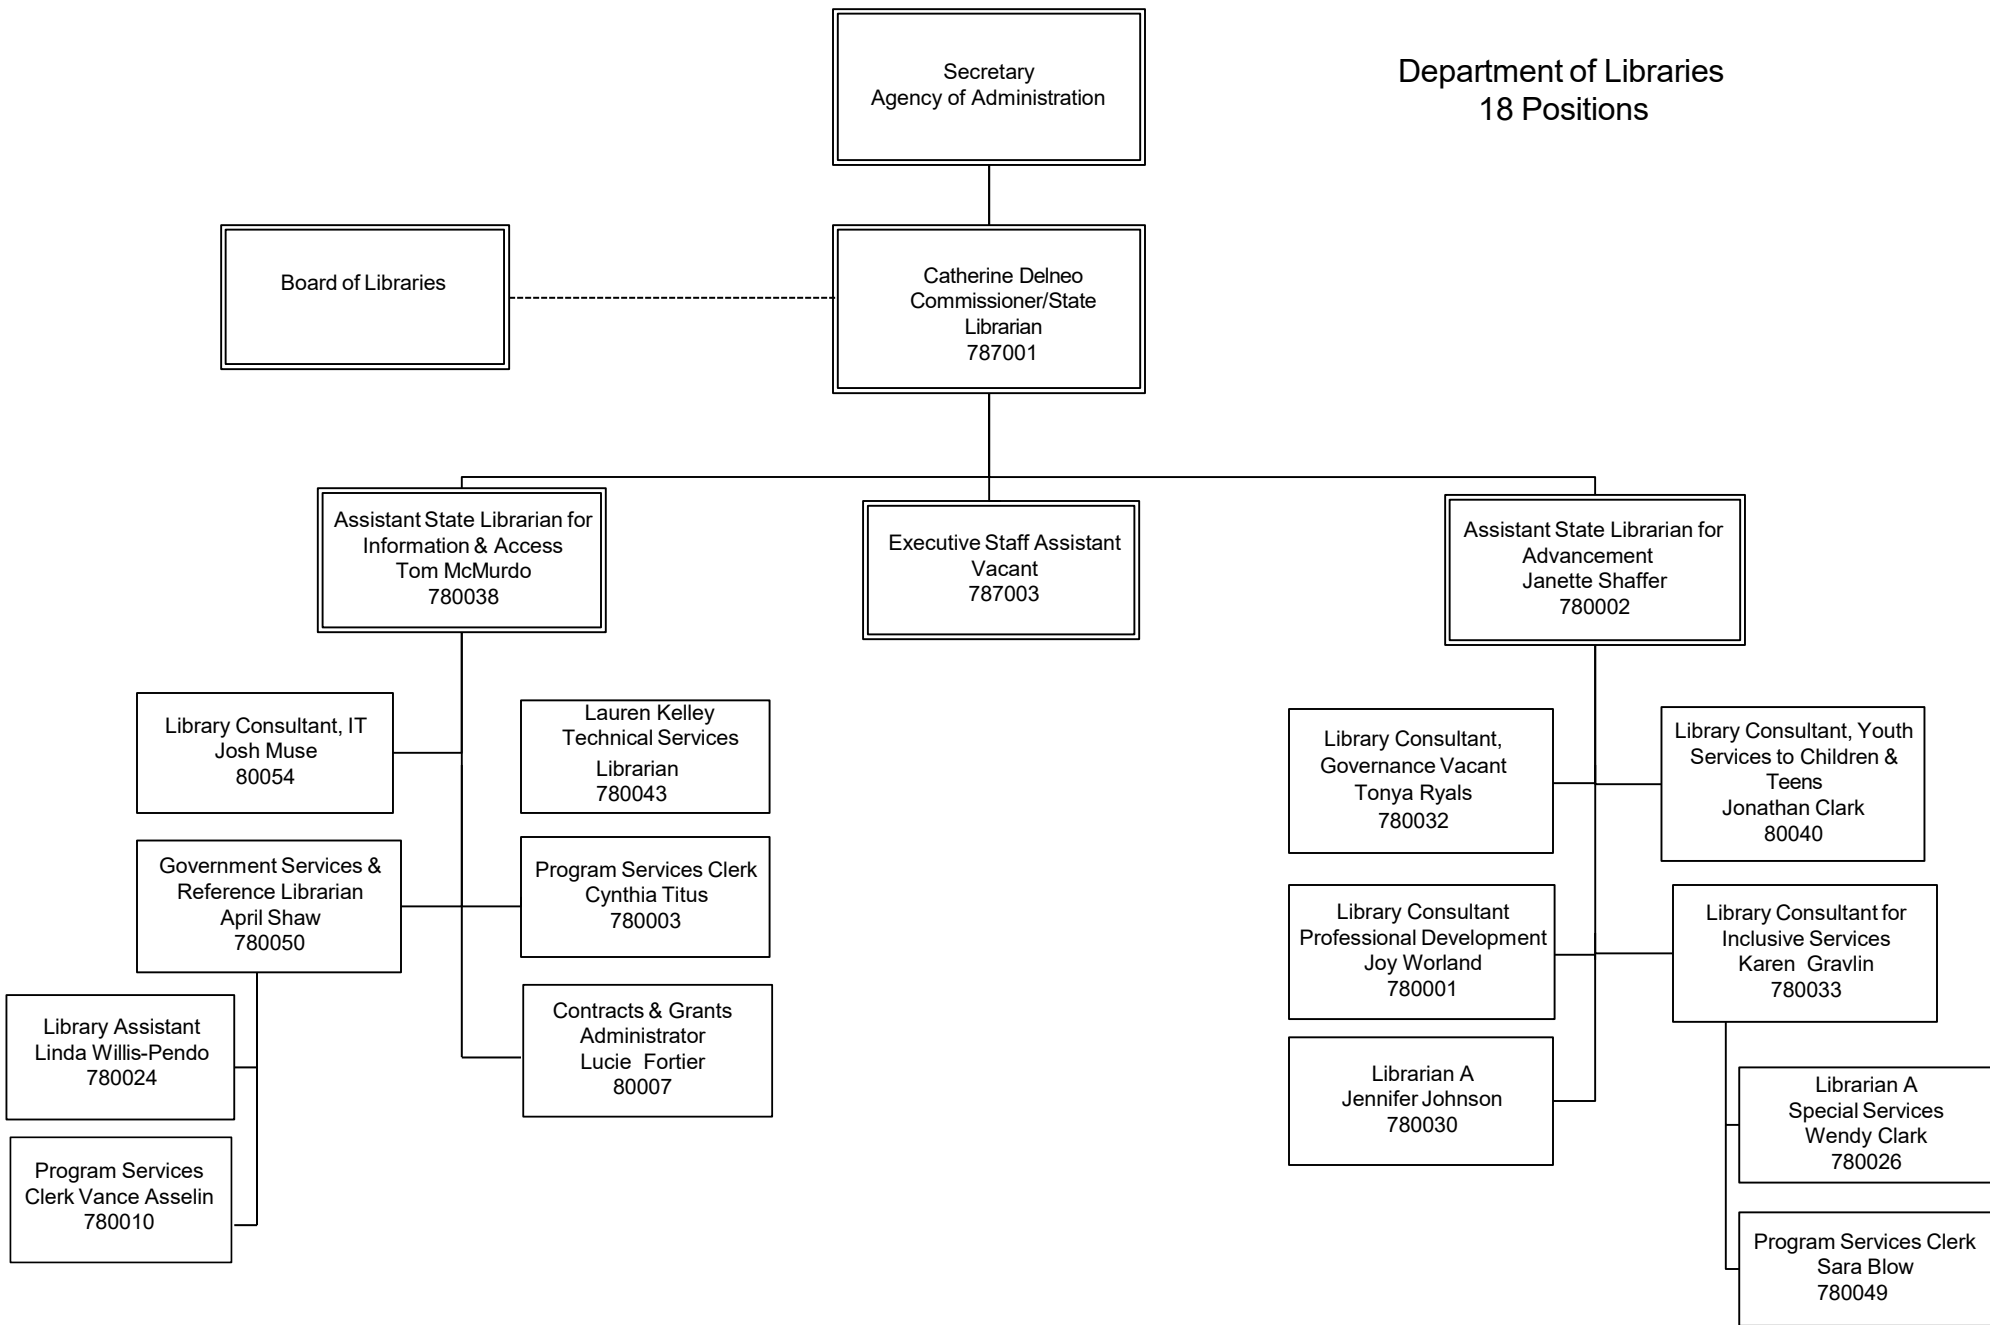 Secretary
Agency of Administration
Department of Libraries
18 Positions
Board of Libraries
Catherine Delneo
Commissioner/State
Librarian
787001
Assistant State Librarian for
Information & Access
Tom McMurdo
780038
Executive Staff Assistant
Vacant
787003
Assistant State Librarian for
Advancement
Janette Shaffer
780002
Library Consultant, IT
Josh Muse
80054
Lauren Kelley
Technical Services
Librarian
780043
Library Consultant,
Governance Vacant
Tonya Ryals
780032
Library Consultant, Youth
Services to Children &
Teens
Jonathan Clark
80040
Government Services &
Reference Librarian
April Shaw
780050
Program Services Clerk
Cynthia Titus
780003
Library Consultant
Professional Development
Joy Worland
780001
Library Consultant for
Inclusive Services
Karen Gravlin
780033
Library Assistant
Linda Willis-Pendo
780024
Contracts & Grants
Administrator
Lucie Fortier
80007
Librarian A
Jennifer Johnson
780030
Librarian A
Special Services
Wendy Clark
780026
Program Services
Clerk Vance Asselin
780010
Program Services Clerk
Sara Blow
780049